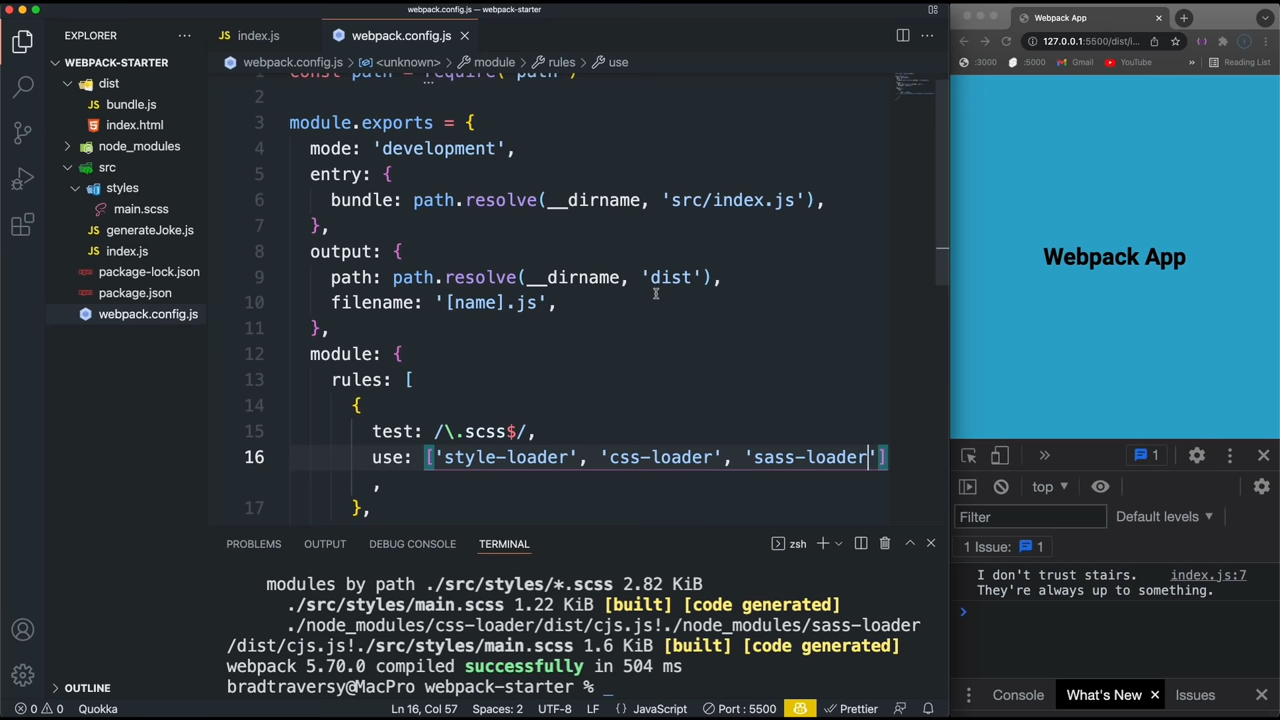 webpack.config.js — webpack-starter
EXPLORER
WEBPACK-STARTER
dist
bundle.js
index.html
node_modules
src
styles
main.scss
generateJoke.js
index.js
package-lock.json
package.json
webpack.config.js
OUTLINE
JS index.js
webpack.config.js
webpack.config.js > <unknown> > module > rules > use
1 const path = require('path')
2
3 module.exports = {
4 mode: 'development',
5 entry: {
6 bundle: path.resolve(__dirname, 'src/index.js'),
7 },
8 output: {
9 path: path.resolve(__dirname, 'dist'),
10 filename: '[name].js',
11 },
12 module: {
13 rules: [
14 {
15 test: /\.scss$/,
16 use: ['style-loader', 'css-loader', 'sass-loader']
,
17 },
PROBLEMS OUTPUT DEBUG CONSOLE TERMINAL
zsh
modules by path ./src/styles/*.scss 2.82 KiB
./src/styles/main.scss 1.22 KiB [built] [code generated]
./node_modules/css-loader/dist/cjs.js!./node_modules/sass-loader
/dist/cjs.js!./src/styles/main.scss 1.6 KiB [built] [code generated]
webpack 5.70.0 compiled successfully in 504 ms
bradtraversy@MacPro webpack-starter %
0 0 Quokka
Ln 16, Col 57 Spaces: 2 UTF-8 LF {} JavaScript Port : 5500 Prettier
Webpack App
127.0.0.1:5500/dist/i…
:3000 :5000 Gmail YouTube » Reading List
Webpack App
» 1
top
Filter Default levels
1 Issue: 1
I don't trust stairs. index.js:7
They're always up to something.
Console What's New Issues